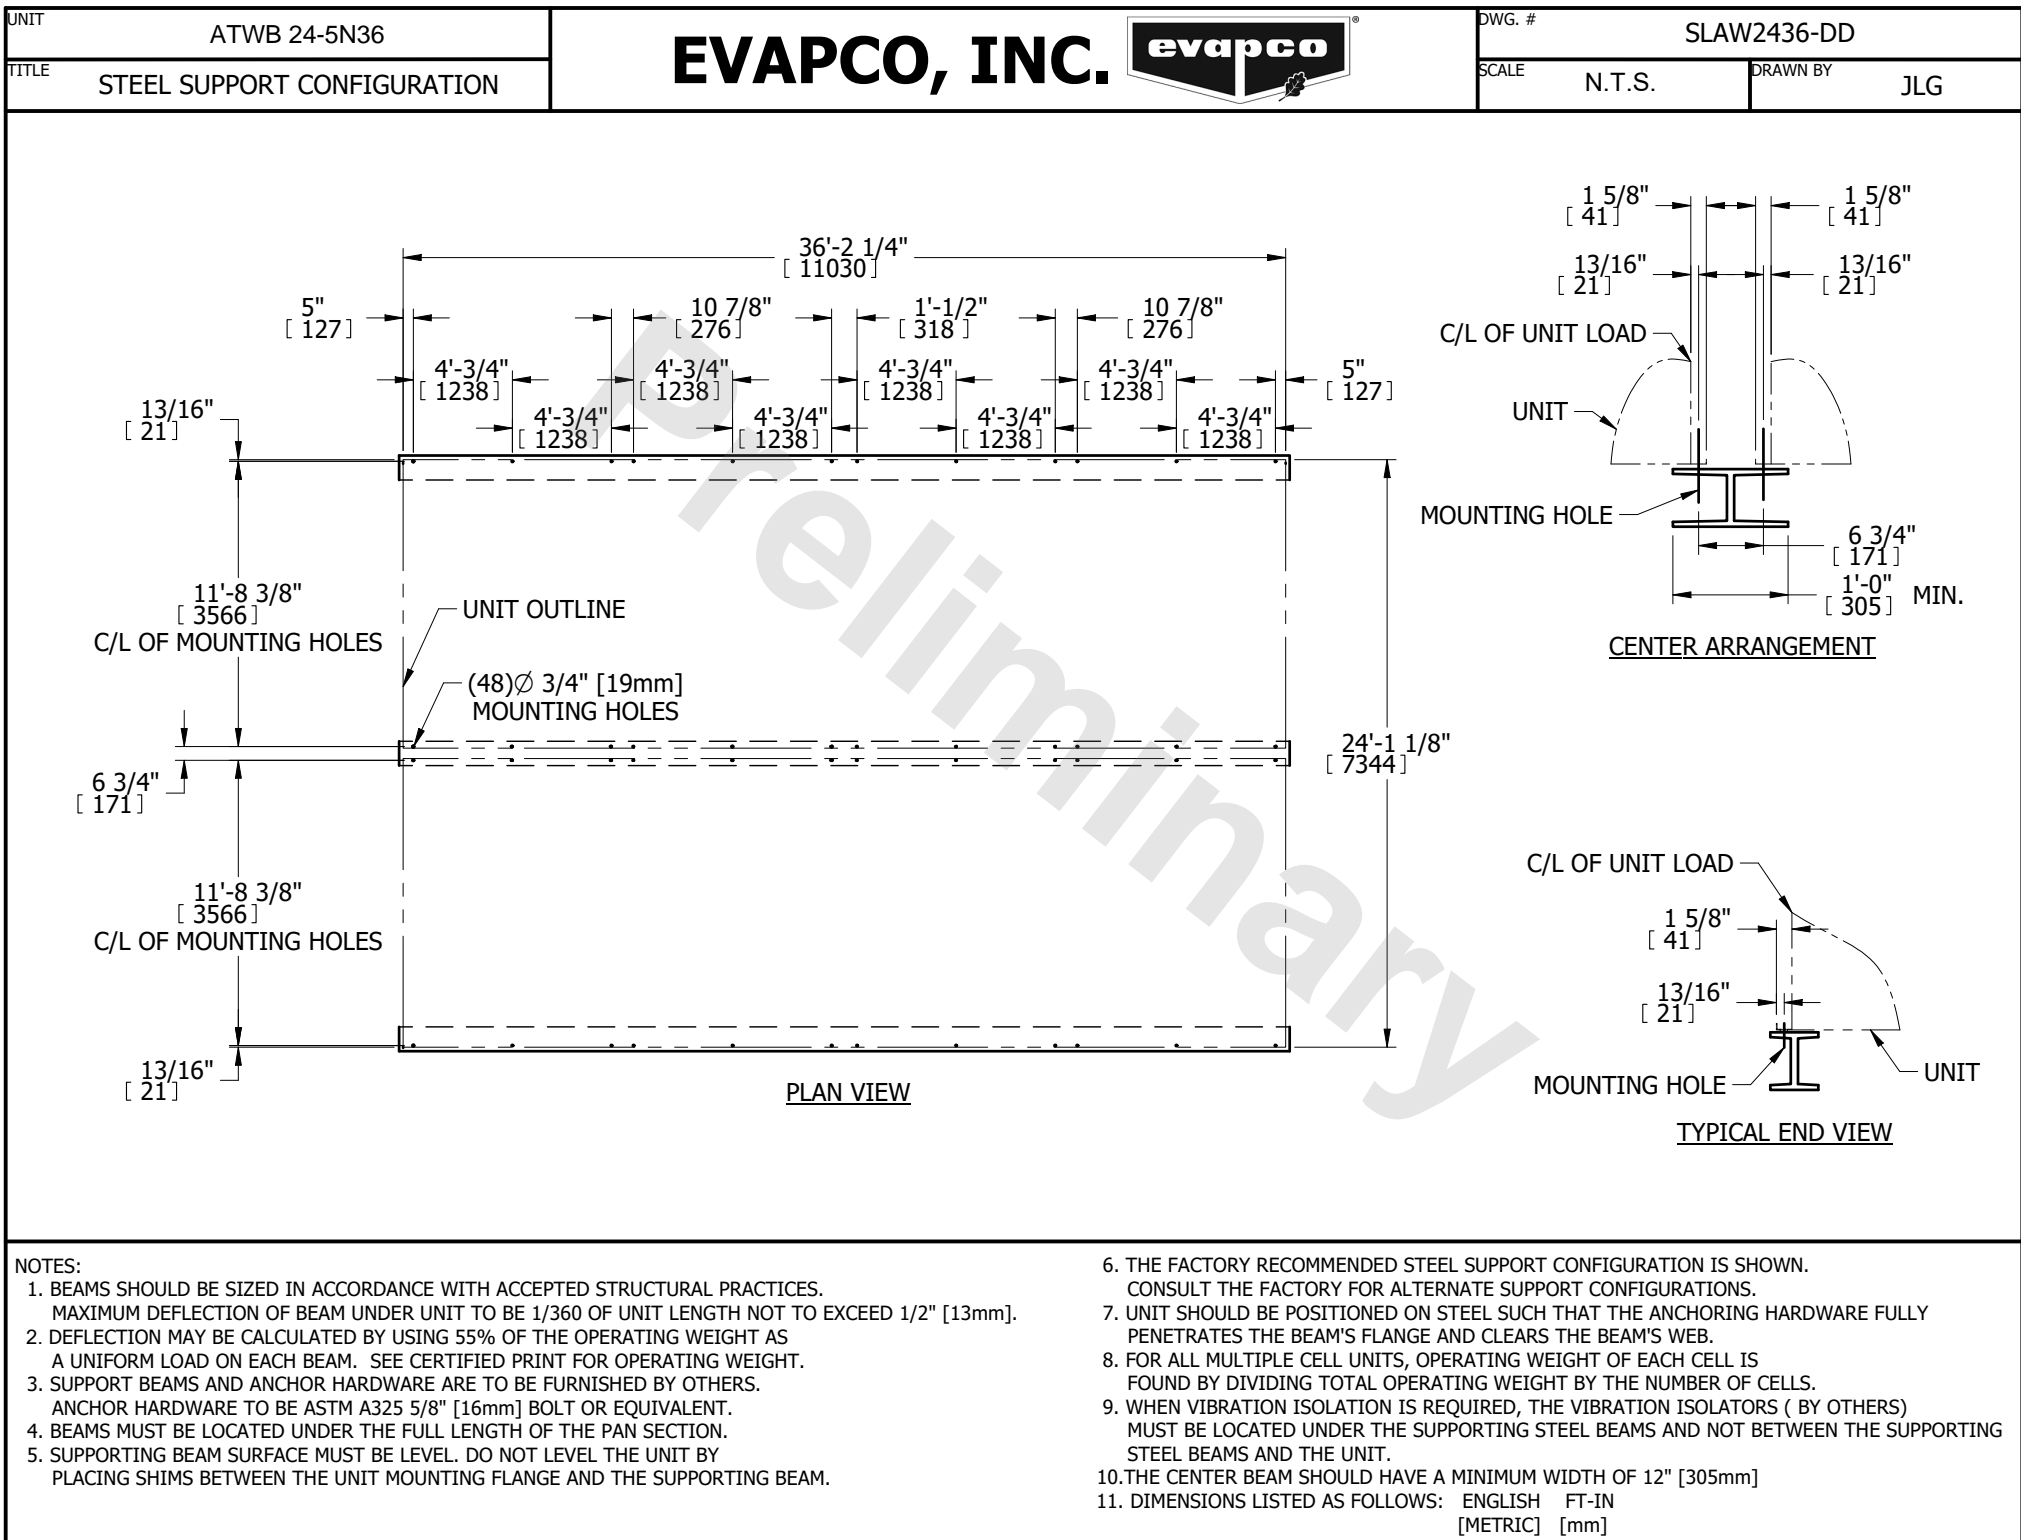 UNIT
ATWB 24-5N36
TITLE
STEEL SUPPORT CONFIGURATION
EVAPCO, INC.
evapco
®
DWG. #
SLAW2436-DD
SCALE
N.T.S.
DRAWN BY
JLG
36'-2 1/4"
[ 11030 ]
5"
[ 127 ]
10 7/8"
[ 276 ]
1'-1/2"
[ 318 ]
10 7/8"
[ 276 ]
4'-3/4"
[ 1238 ]
4'-3/4"
[ 1238 ]
4'-3/4"
[ 1238 ]
4'-3/4"
[ 1238 ]
5"
[ 127 ]
4'-3/4"
[ 1238 ]
4'-3/4"
[ 1238 ]
4'-3/4"
[ 1238 ]
4'-3/4"
[ 1238 ]
13/16"
[ 21 ]
11'-8 3/8"
[ 3566 ]
C/L OF MOUNTING HOLES
UNIT OUTLINE
(48)Ø 3/4" [19mm]
MOUNTING HOLES
6 3/4"
[ 171 ]
24'-1 1/8"
[ 7344 ]
11'-8 3/8"
[ 3566 ]
C/L OF MOUNTING HOLES
13/16"
[ 21 ]
PLAN VIEW
Preliminary
1 5/8"
[ 41 ]
1 5/8"
[ 41 ]
13/16"
[ 21 ]
13/16"
[ 21 ]
C/L OF UNIT LOAD
UNIT
MOUNTING HOLE
6 3/4"
[ 171 ]
1'-0"
[ 305 ] MIN.
CENTER ARRANGEMENT
C/L OF UNIT LOAD
1 5/8"
[ 41 ]
13/16"
[ 21 ]
MOUNTING HOLE
UNIT
TYPICAL END VIEW
NOTES:
1. BEAMS SHOULD BE SIZED IN ACCORDANCE WITH ACCEPTED STRUCTURAL PRACTICES.
MAXIMUM DEFLECTION OF BEAM UNDER UNIT TO BE 1/360 OF UNIT LENGTH NOT TO EXCEED 1/2" [13mm].
2. DEFLECTION MAY BE CALCULATED BY USING 55% OF THE OPERATING WEIGHT AS
A UNIFORM LOAD ON EACH BEAM. SEE CERTIFIED PRINT FOR OPERATING WEIGHT.
3. SUPPORT BEAMS AND ANCHOR HARDWARE ARE TO BE FURNISHED BY OTHERS.
ANCHOR HARDWARE TO BE ASTM A325 5/8" [16mm] BOLT OR EQUIVALENT.
4. BEAMS MUST BE LOCATED UNDER THE FULL LENGTH OF THE PAN SECTION.
5. SUPPORTING BEAM SURFACE MUST BE LEVEL. DO NOT LEVEL THE UNIT BY
PLACING SHIMS BETWEEN THE UNIT MOUNTING FLANGE AND THE SUPPORTING BEAM.
6. THE FACTORY RECOMMENDED STEEL SUPPORT CONFIGURATION IS SHOWN.
CONSULT THE FACTORY FOR ALTERNATE SUPPORT CONFIGURATIONS.
7. UNIT SHOULD BE POSITIONED ON STEEL SUCH THAT THE ANCHORING HARDWARE FULLY
PENETRATES THE BEAM'S FLANGE AND CLEARS THE BEAM'S WEB.
8. FOR ALL MULTIPLE CELL UNITS, OPERATING WEIGHT OF EACH CELL IS
FOUND BY DIVIDING TOTAL OPERATING WEIGHT BY THE NUMBER OF CELLS.
9. WHEN VIBRATION ISOLATION IS REQUIRED, THE VIBRATION ISOLATORS ( BY OTHERS)
MUST BE LOCATED UNDER THE SUPPORTING STEEL BEAMS AND NOT BETWEEN THE SUPPORTING
STEEL BEAMS AND THE UNIT.
10.THE CENTER BEAM SHOULD HAVE A MINIMUM WIDTH OF 12" [305mm]
11. DIMENSIONS LISTED AS FOLLOWS: ENGLISH FT-IN
[METRIC] [mm]